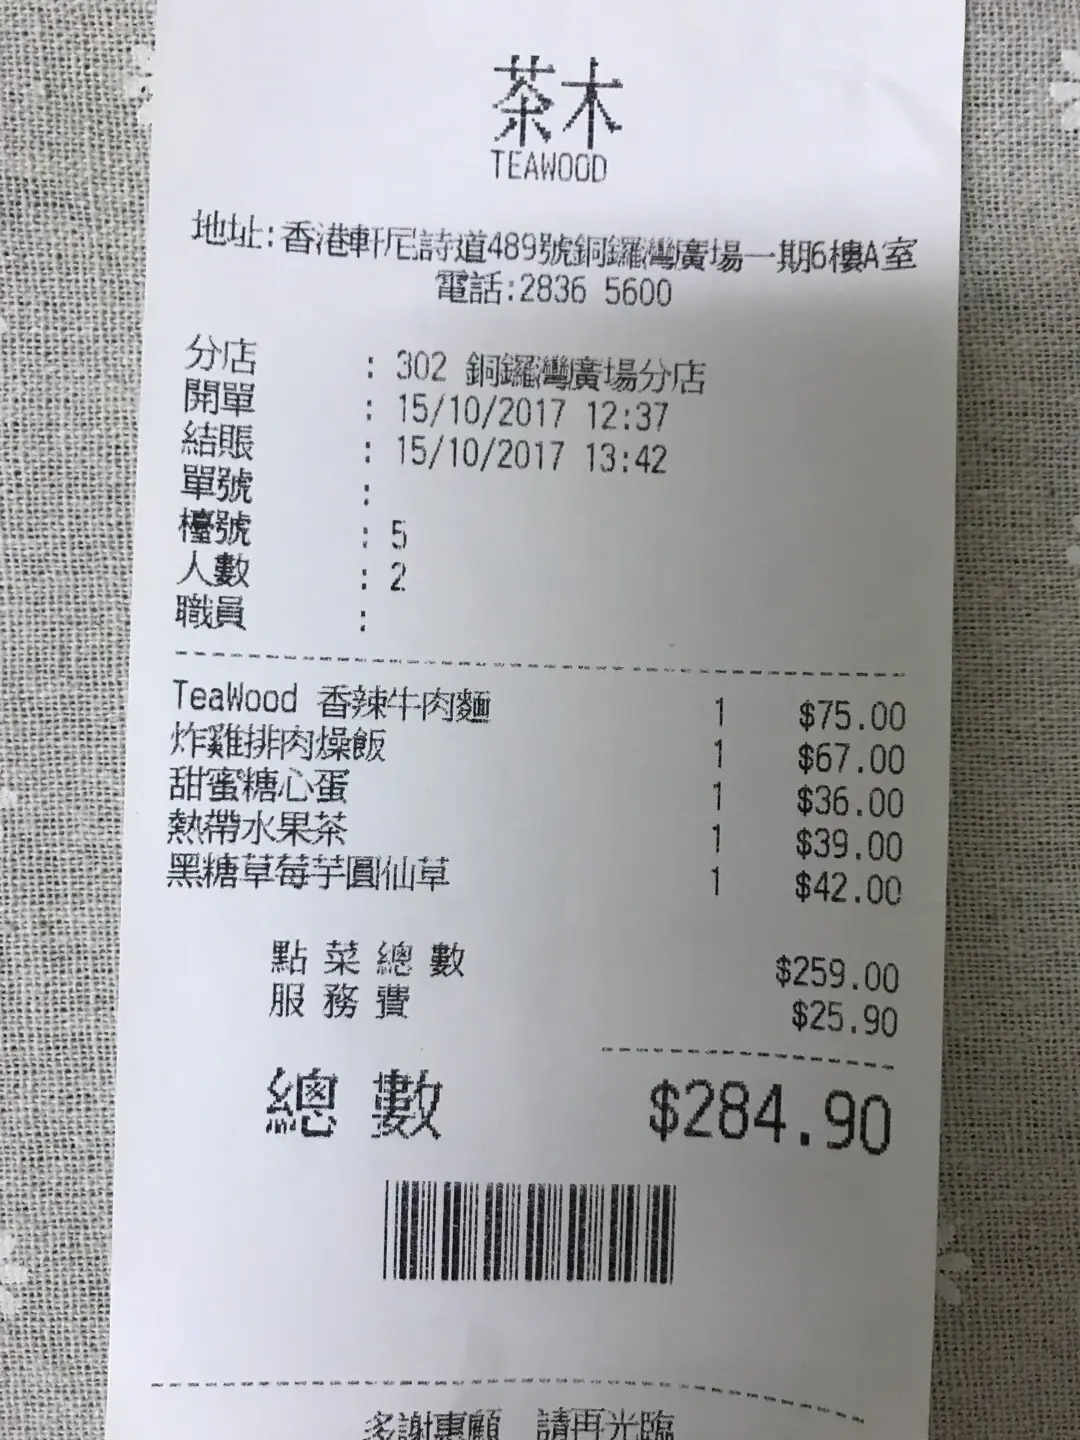 茶木
TEAWOOD
地址:香港軒尼詩道489號銅鑼灣廣場一期6樓A室
電話:2836 5600
分店 : 302 銅鑼灣廣場分店
開單 : 15/10/2017 12:37
結賬 : 15/10/2017 13:42
單號 :
檯號 : 5
人數 : 2
職員 :
TeaWood 香辣牛肉麵 1 $75.00
炸雞排肉燥飯 1 $67.00
甜蜜糖心蛋 1 $36.00
熱帶水果茶 1 $39.00
黑糖草莓芋圓仙草 1 $42.00
點菜總數 $259.00
服務費 $25.90
總數 $284.90
多謝惠顧 請再光臨